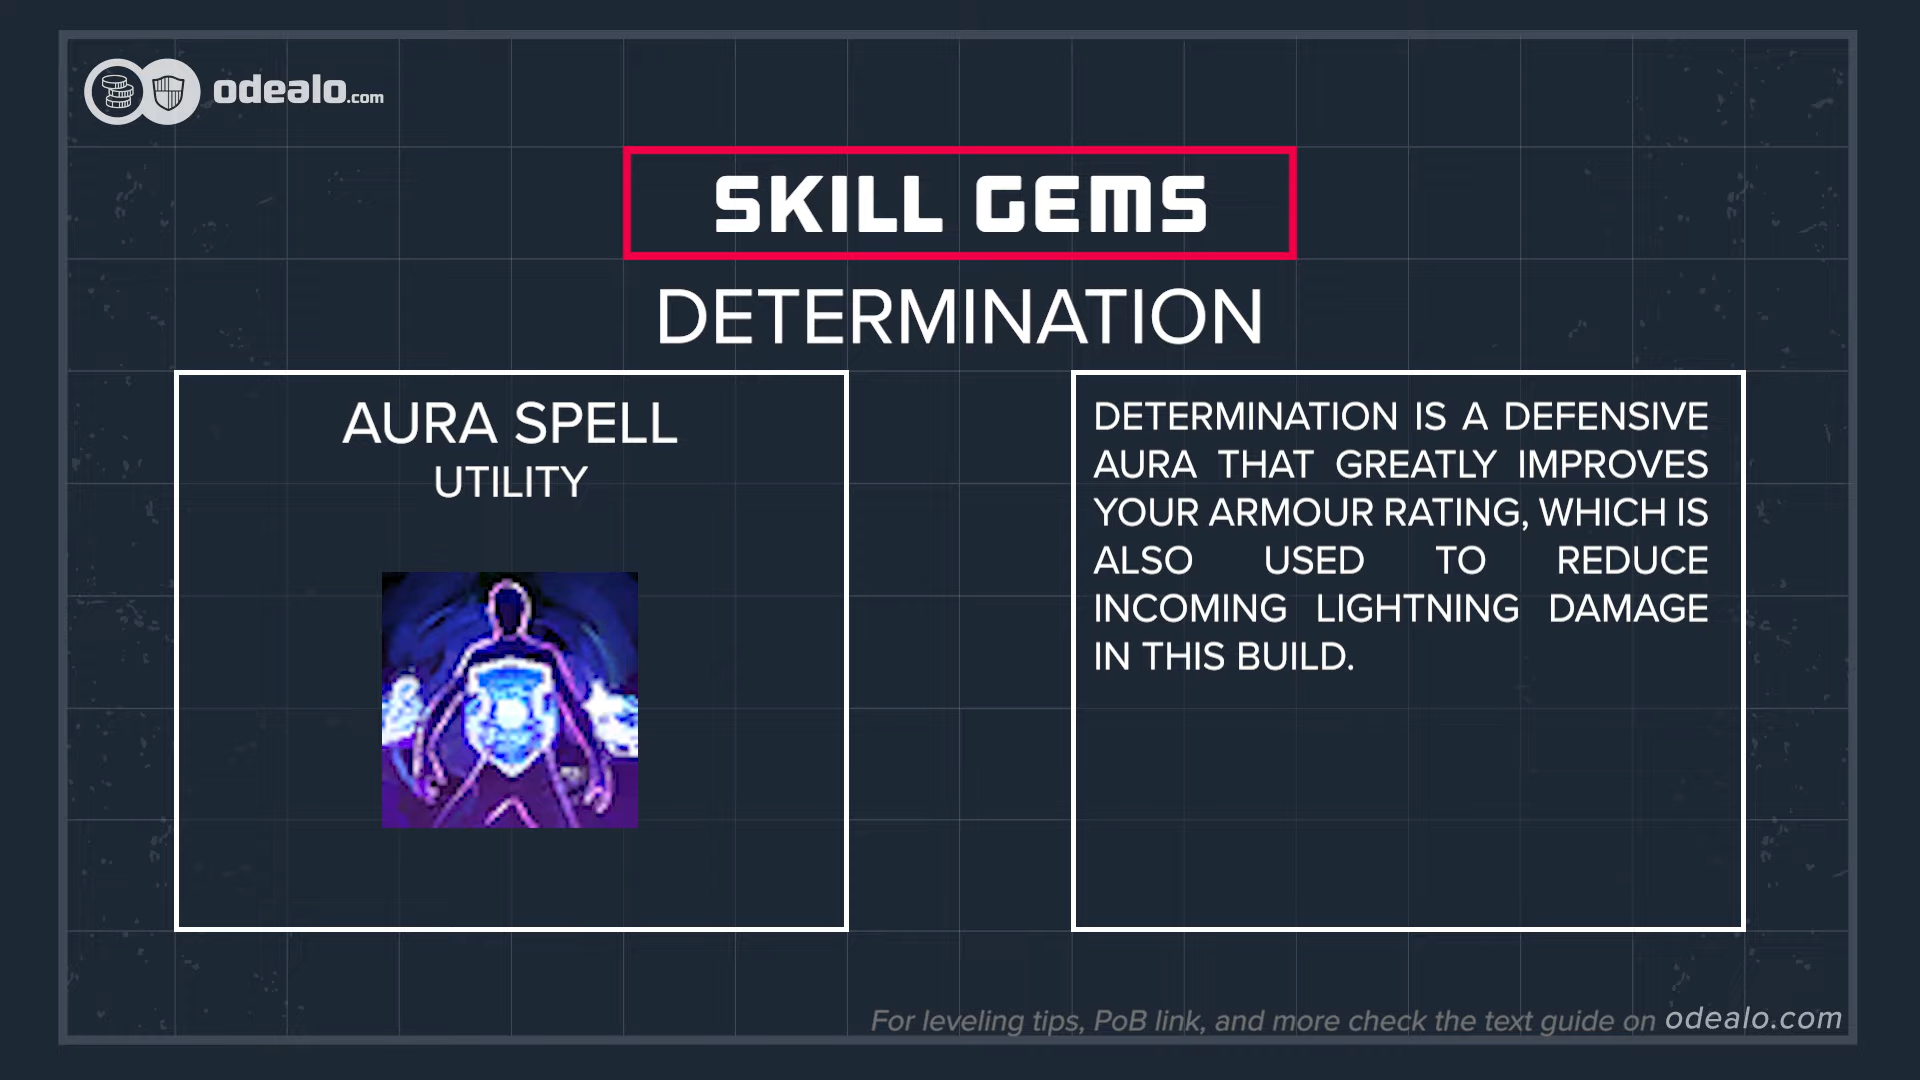 odealo.com
SKILL GEMS
DETERMINATION
AURA SPELL
UTILITY
DETERMINATION IS A DEFENSIVE
AURA THAT GREATLY IMPROVES
YOUR ARMOUR RATING, WHICH IS
ALSO USED TO REDUCE
INCOMING LIGHTNING DAMAGE
IN THIS BUILD.
For leveling tips, PoB link, and more check the text guide on odealo.com